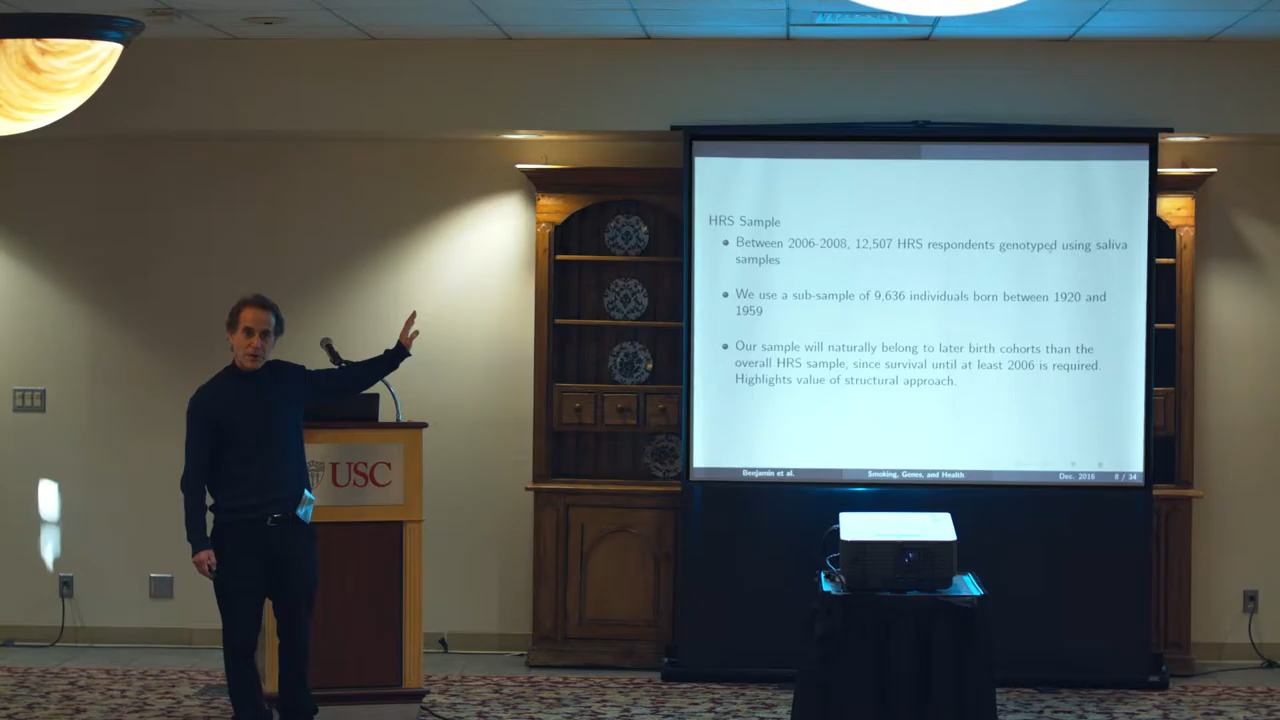 USC
HRS Sample
Between 2006-2008, 12,507 HRS respondents genotyped using saliva
samples
We use a sub-sample of 9,636 individuals born between 1920 and
1959
Our sample will naturally belong to later birth cohorts than the
overall HRS sample, since survival until at least 2006 is required.
Highlights value of structural approach.
Benjamin et al. Smoking, Genes, and Health Dec. 2016 8 / 34